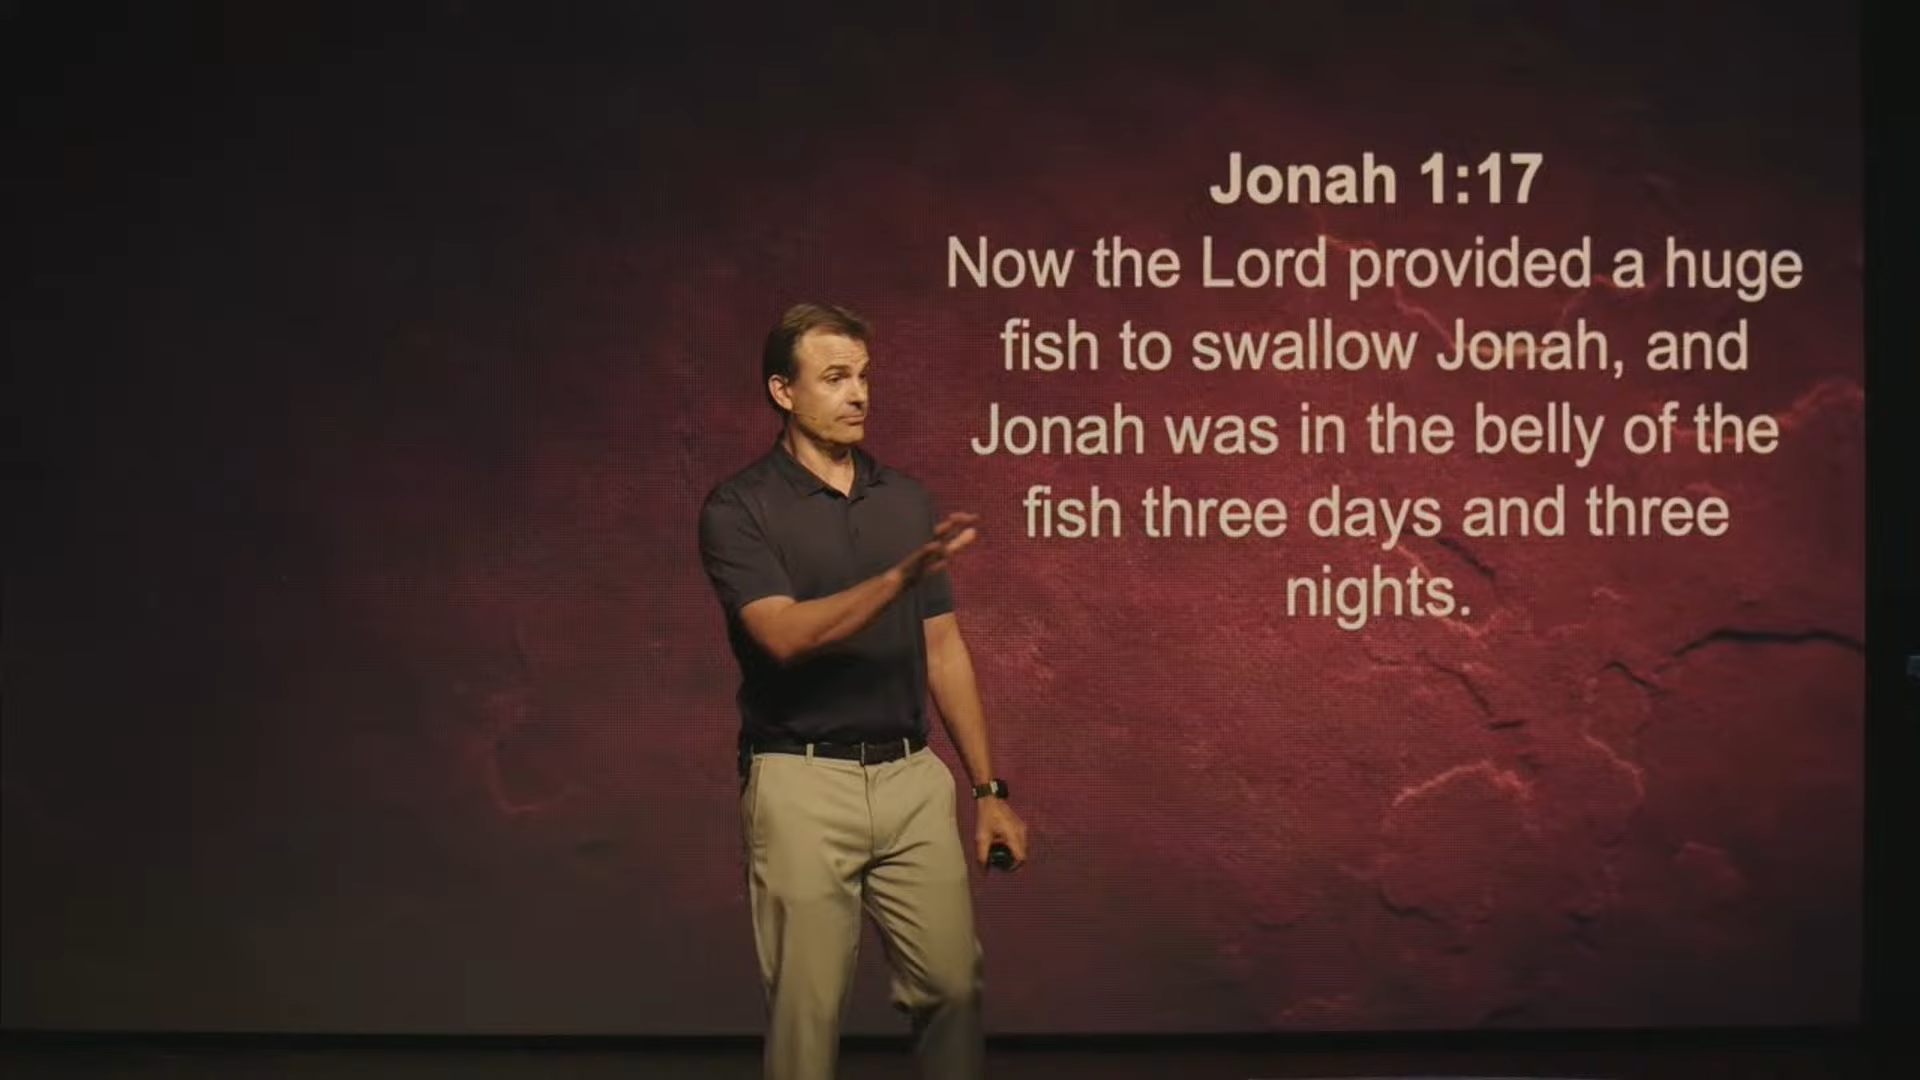 Jonah 1:17
Now the Lord provided a huge
fish to swallow Jonah, and
Jonah was in the belly of the
fish three days and three
nights.